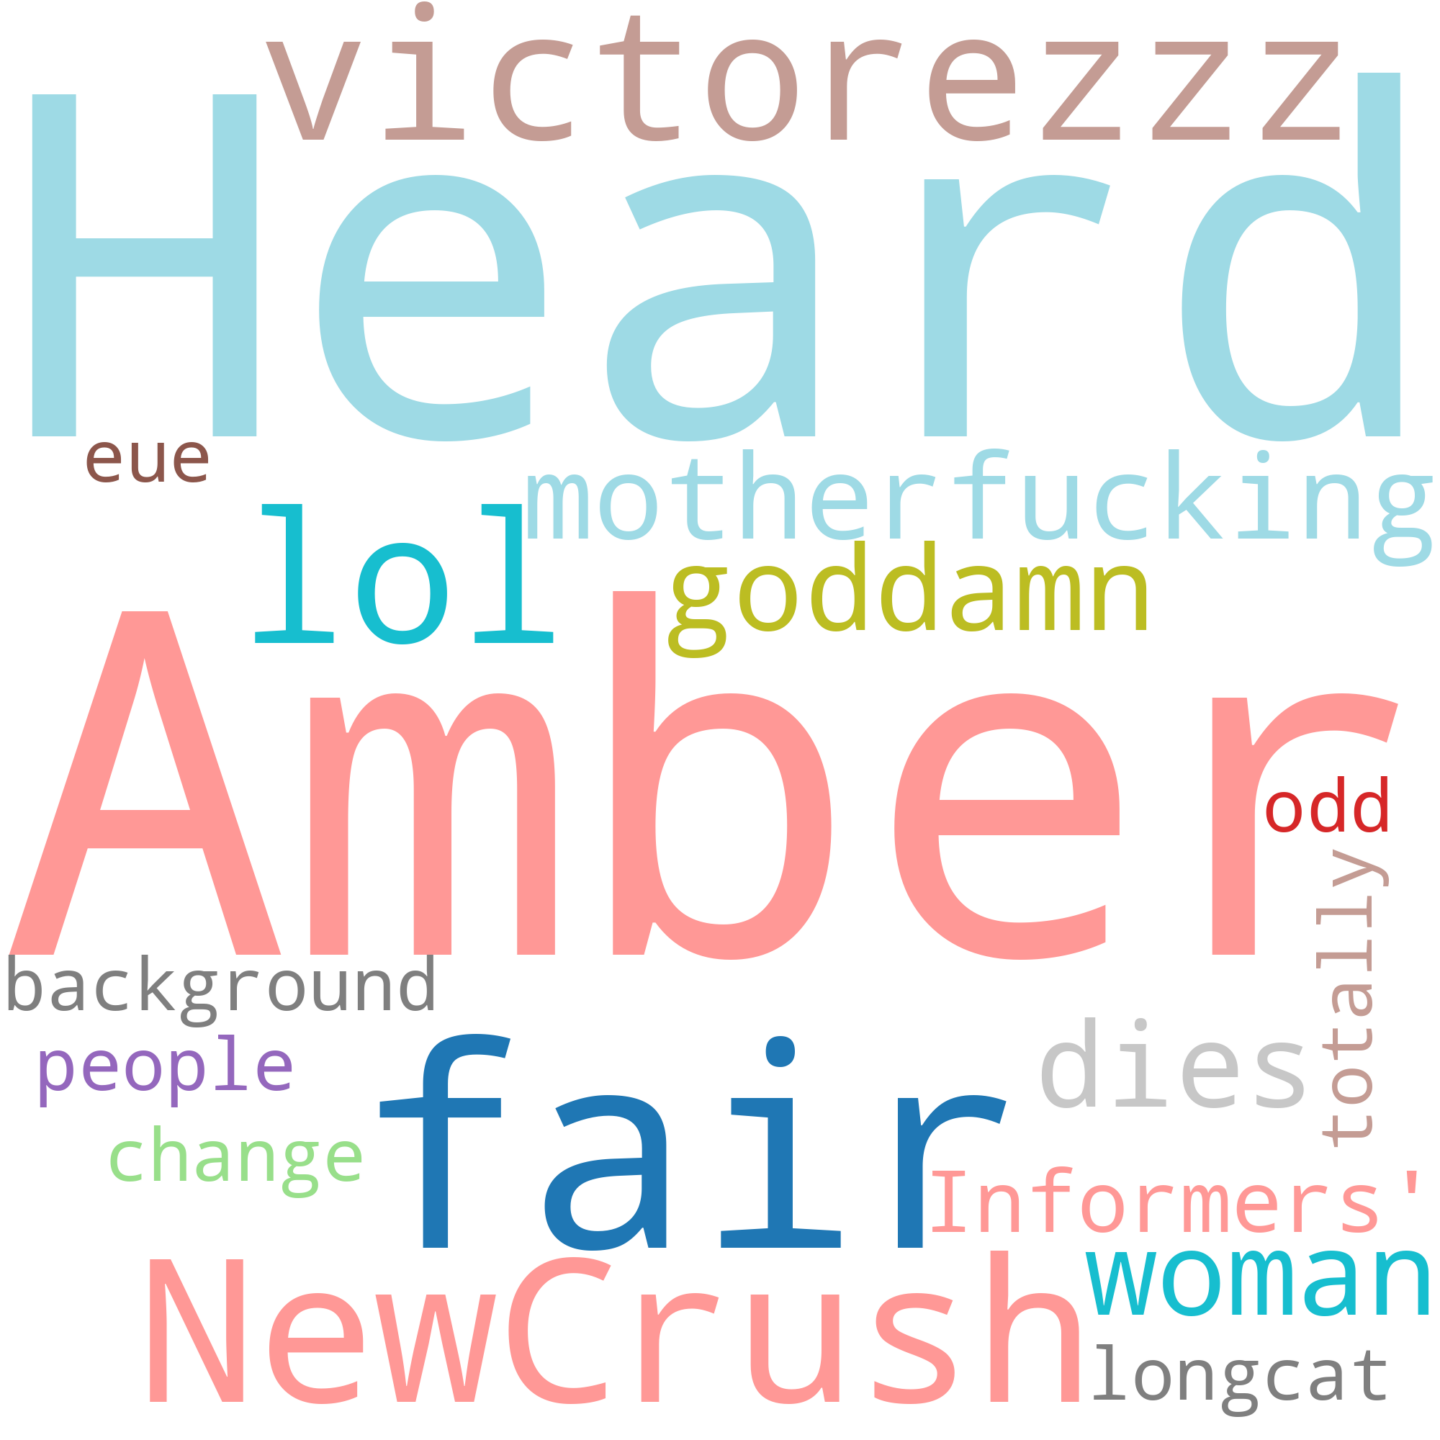 victorezzz
Heard
eue
motherfucking
lol
goddamn
Amber
odd
totally
background
people
fair
dies
change
Informers'
NewCrush
woman
longcat